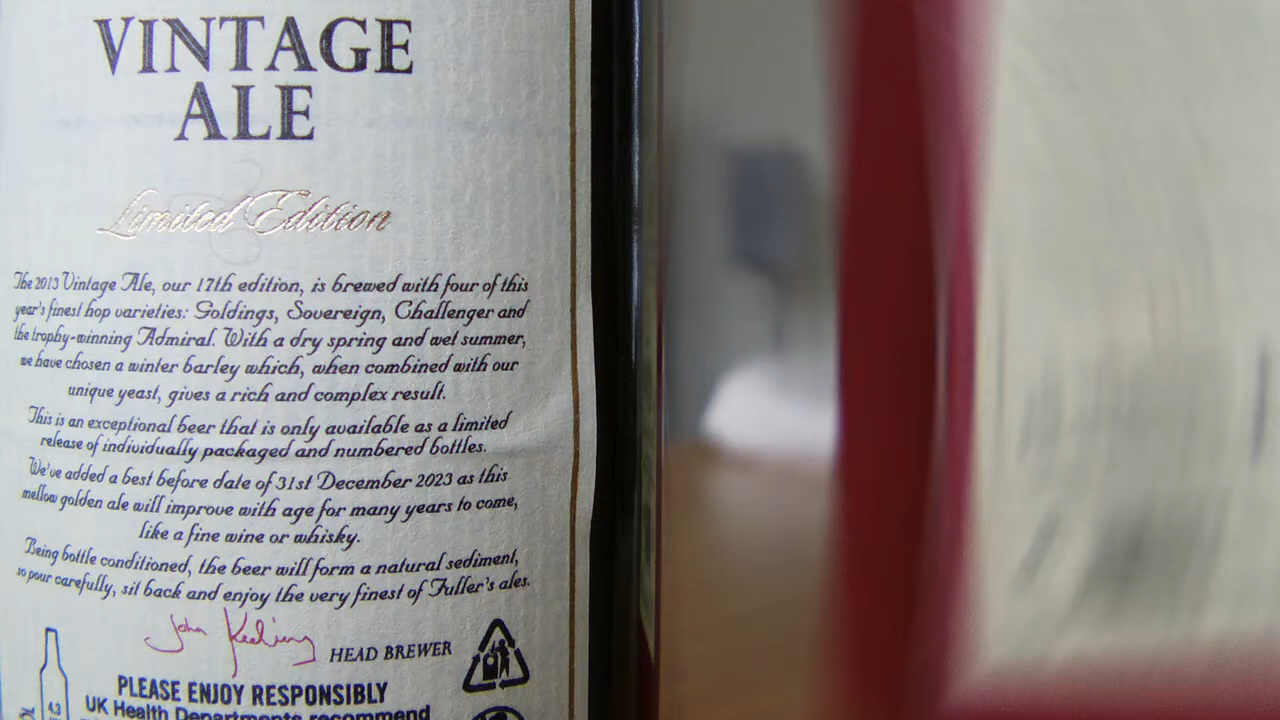 VINTAGE
ALE
Limited Edition
The 2013 Vintage Ale, our 17th edition, is brewed with four of this
year's finest hop varieties: Goldings, Sovereign, Challenger and
the trophy-winning Admiral. With a dry spring and wet summer,
we have chosen a winter barley which, when combined with our
unique yeast, gives a rich and complex result.
This is an exceptional beer that is only available as a limited
release of individually packaged and numbered bottles.
We've added a best before date of 31st December 2023 as this
mellow golden ale will improve with age for many years to come,
like a fine wine or whisky.
Being bottle conditioned, the beer will form a natural sediment,
so pour carefully, sit back and enjoy the very finest of Fuller's ales.
John Keeling HEAD BREWER
PLEASE ENJOY RESPONSIBLY
4.3 UK Health Departments recommend